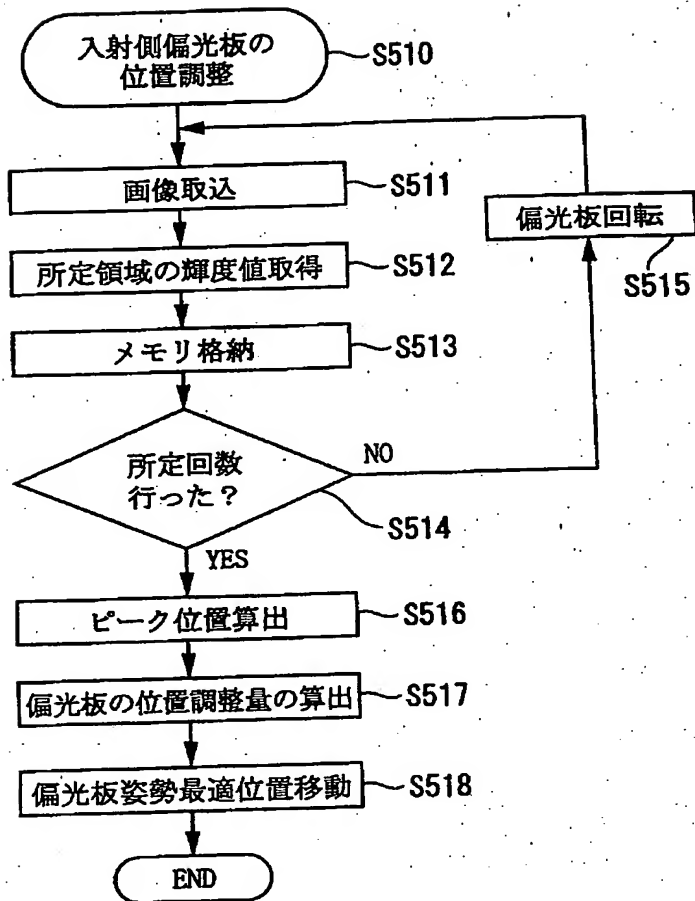 入射側偏光板の
位置調整
S510
画像取込
S511
偏光板回転
S515
所定領域の輝度値取得
S512
メモリ格納
S513
所定回数
行った?
NO
S514
YES
ピーク位置算出
S516
偏光板の位置調整量の算出
S517
偏光板姿勢最適位置移動
S518
END